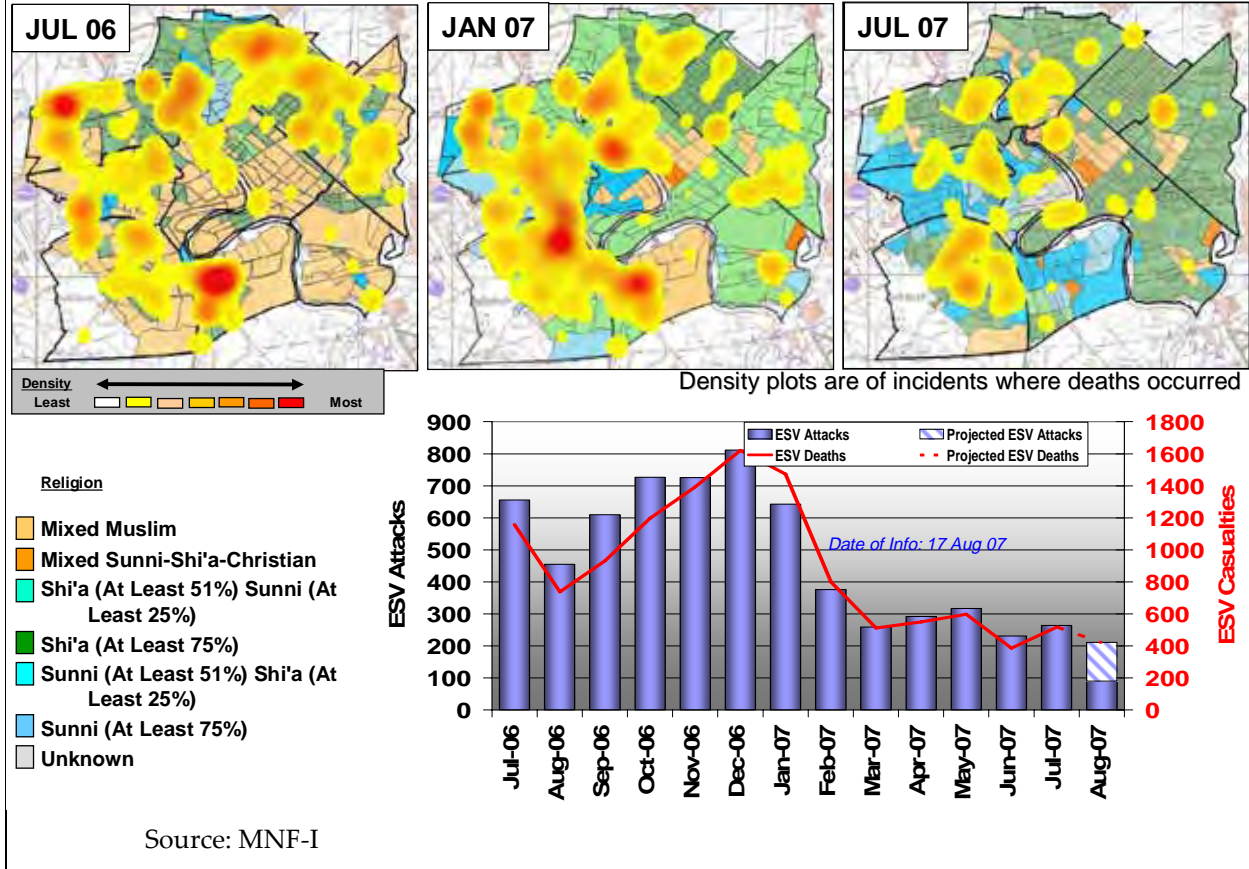 JUL 06
JAN 07
JUL 07
Density
Least
Most
Density plots are of incidents where deaths occurred
Religion
Mixed Muslim
Mixed Sunni-Shi'a-Christian
Shi'a (At Least 51%) Sunni (At
Least 25%)
Shi'a (At Least 75%)
Sunni (At Least 51%) Shi'a (At
Least 25%)
Sunni (At Least 75%)
Unknown
ESV Attacks
900
800
700
600
500
400
300
200
100
0
ESV Attacks
Projected ESV Attacks
ESV Deaths
Projected ESV Deaths
Date of Info: 17 Aug 07
1800
1600
1400
1200
1000
800
600
400
200
0
ESV Casualties
Jul-06
Aug-06
Sep-06
Oct-06
Nov-06
Dec-06
Jan-07
Feb-07
Mar-07
Apr-07
May-07
Jun-07
Jul-07
Aug-07
Source: MNF-I